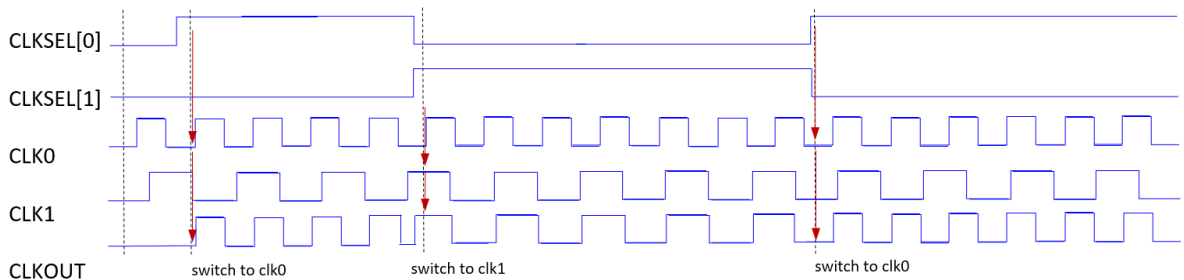 CLKSEL[0]
CLKSEL[1]
CLK0
CLK1
CLKOUT
switch to clk0
switch to clk1
switch to clk0